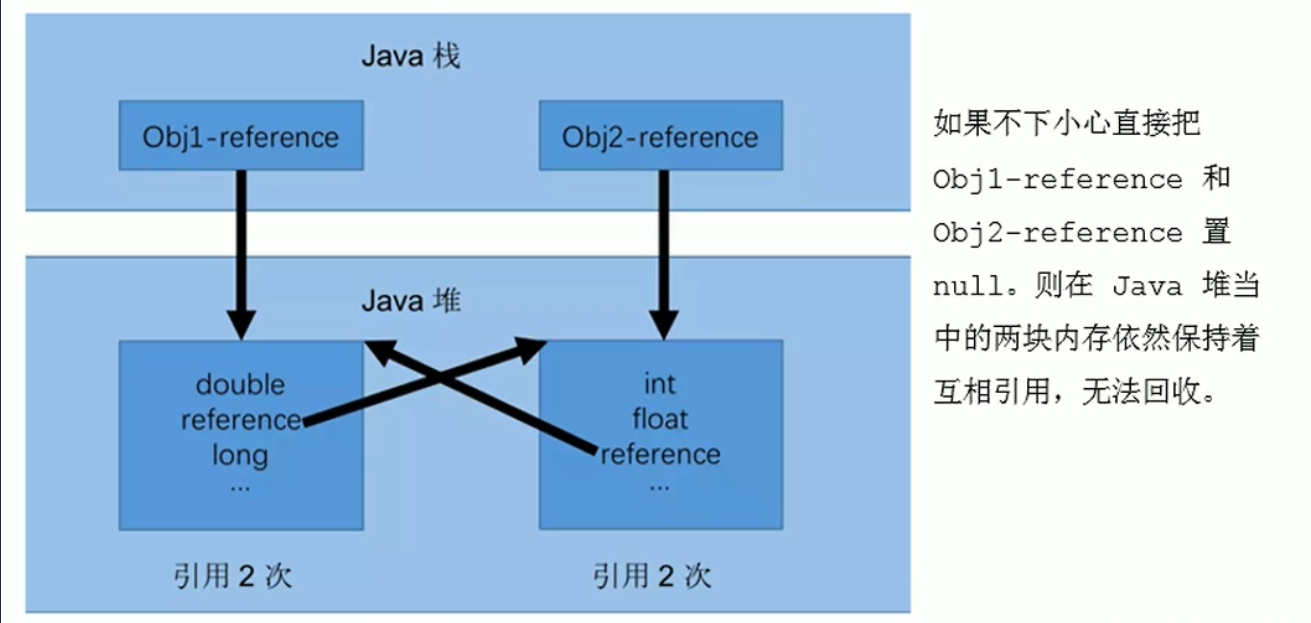 Java 栈
Obj1-reference
Obj2-reference
Java 堆
double
reference
long
...
int
float
reference
...
引用 2 次
引用 2 次
如果不下小心直接把
Obj1-reference 和
Obj2-reference 置
null。则在 Java 堆当
中的两块内存依然保持着
互相引用，无法回收。